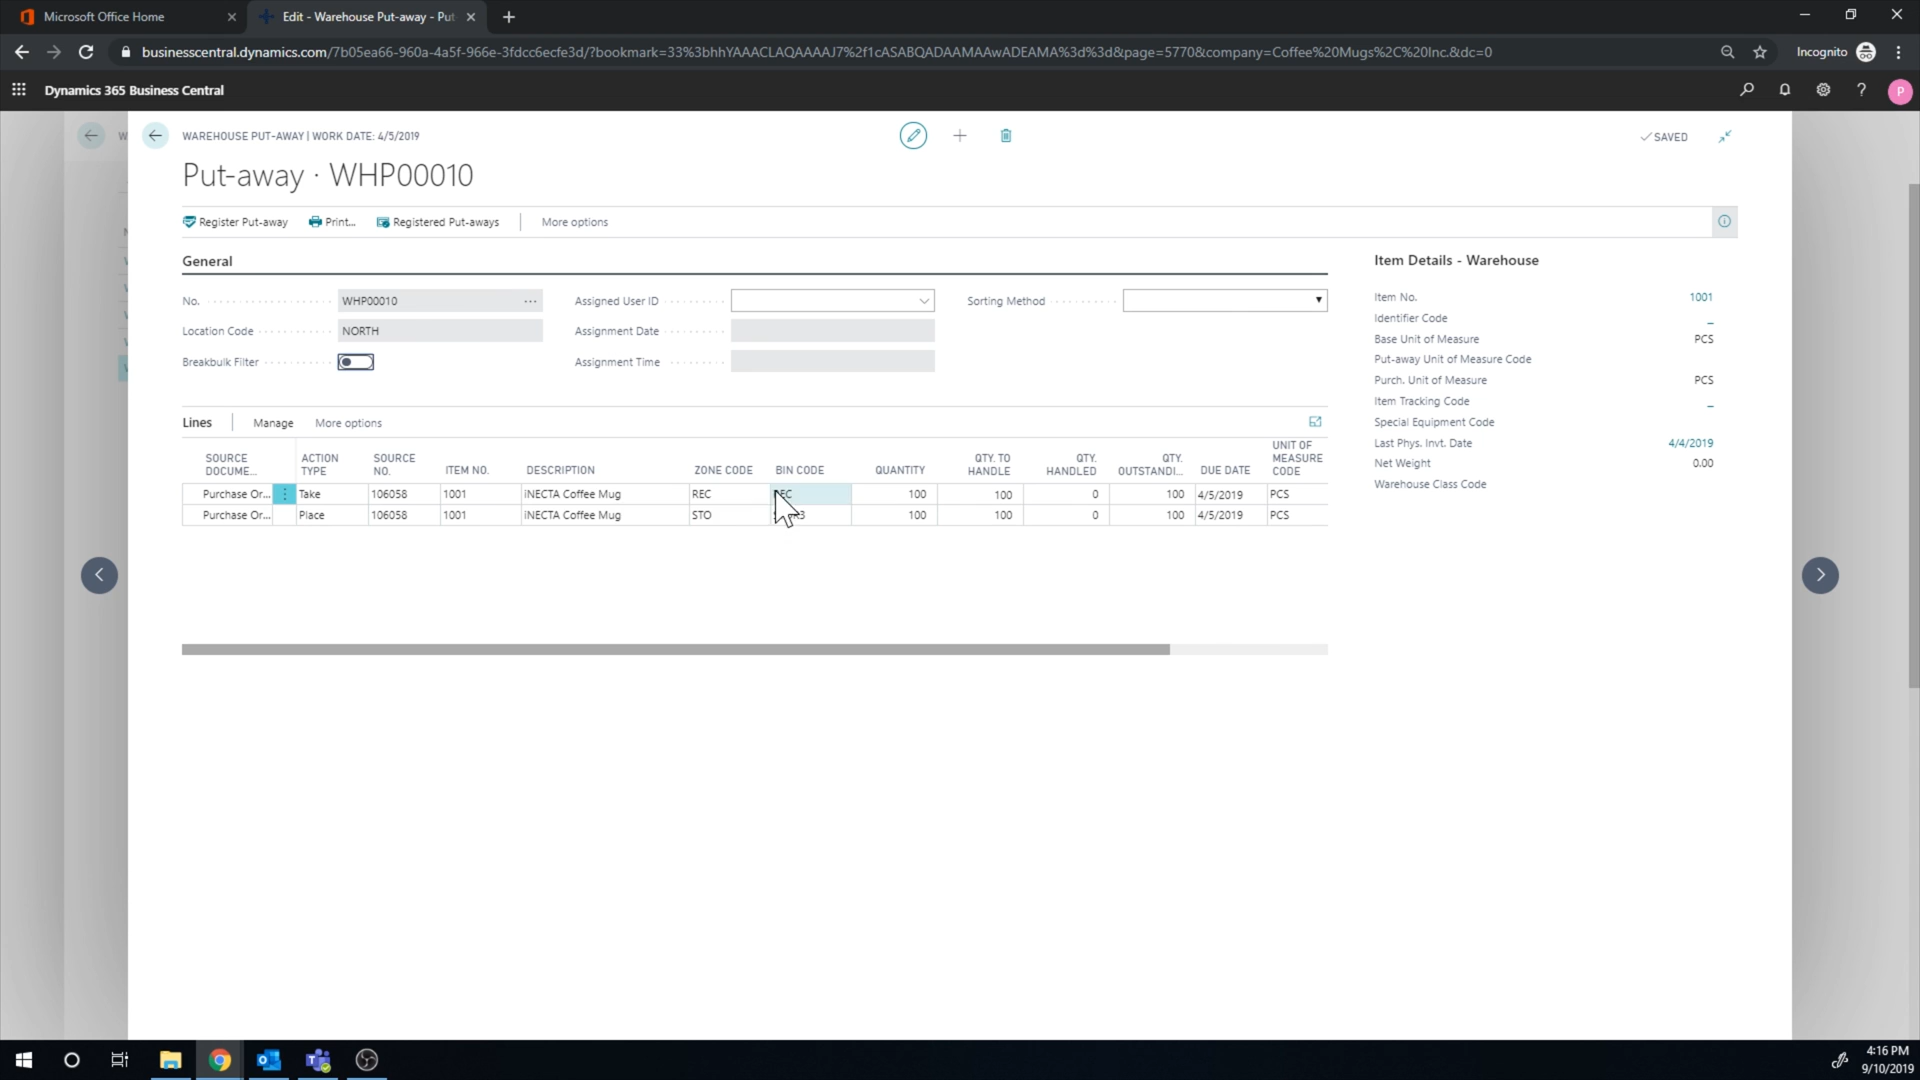 Microsoft Office Home
Edit - Warehouse Put-away - Put
businesscentral.dynamics.com/7b05ea66-960a-4a5f-966e-3fdcc6ecfe3d/?bookmark=33%3bhhYAAACLAQAAAAJ7%2f1cASABQADAAMAAwADEAMA%3d%3d&page=5770&company=Coffee%20Mugs%2C%20Inc.&dc=0
Incognito
Dynamics 365 Business Central
P
W
WAREHOUSE PUT-AWAY | WORK DATE: 4/5/2019
SAVED
Put-away · WHP00010
Register Put-away
Print...
Registered Put-aways
More options
General
No.
WHP00010
Assigned User ID
Sorting Method
Location Code
NORTH
Assignment Date
Breakbulk Filter
Assignment Time
Item Details - Warehouse
Item No.
1001
Identifier Code
_
Base Unit of Measure
PCS
Put-away Unit of Measure Code
Purch. Unit of Measure
PCS
Item Tracking Code
_
Special Equipment Code
Last Phys. Invt. Date
4/4/2019
Net Weight
0.00
Warehouse Class Code
Lines
Manage
More options
SOURCE DOCUME... ACTION TYPE SOURCE NO. ITEM NO. DESCRIPTION ZONE CODE BIN CODE QUANTITY QTY. TO HANDLE QTY. HANDLED QTY. OUTSTANDI... DUE DATE UNIT OF MEASURE CODE
Purchase Or... Take 106058 1001 iNECTA Coffee Mug REC 100 100 0 100 4/5/2019 PCS
Purchase Or... Place 106058 1001 iNECTA Coffee Mug STO 100 100 0 100 4/5/2019 PCS
4:16 PM
9/10/2019